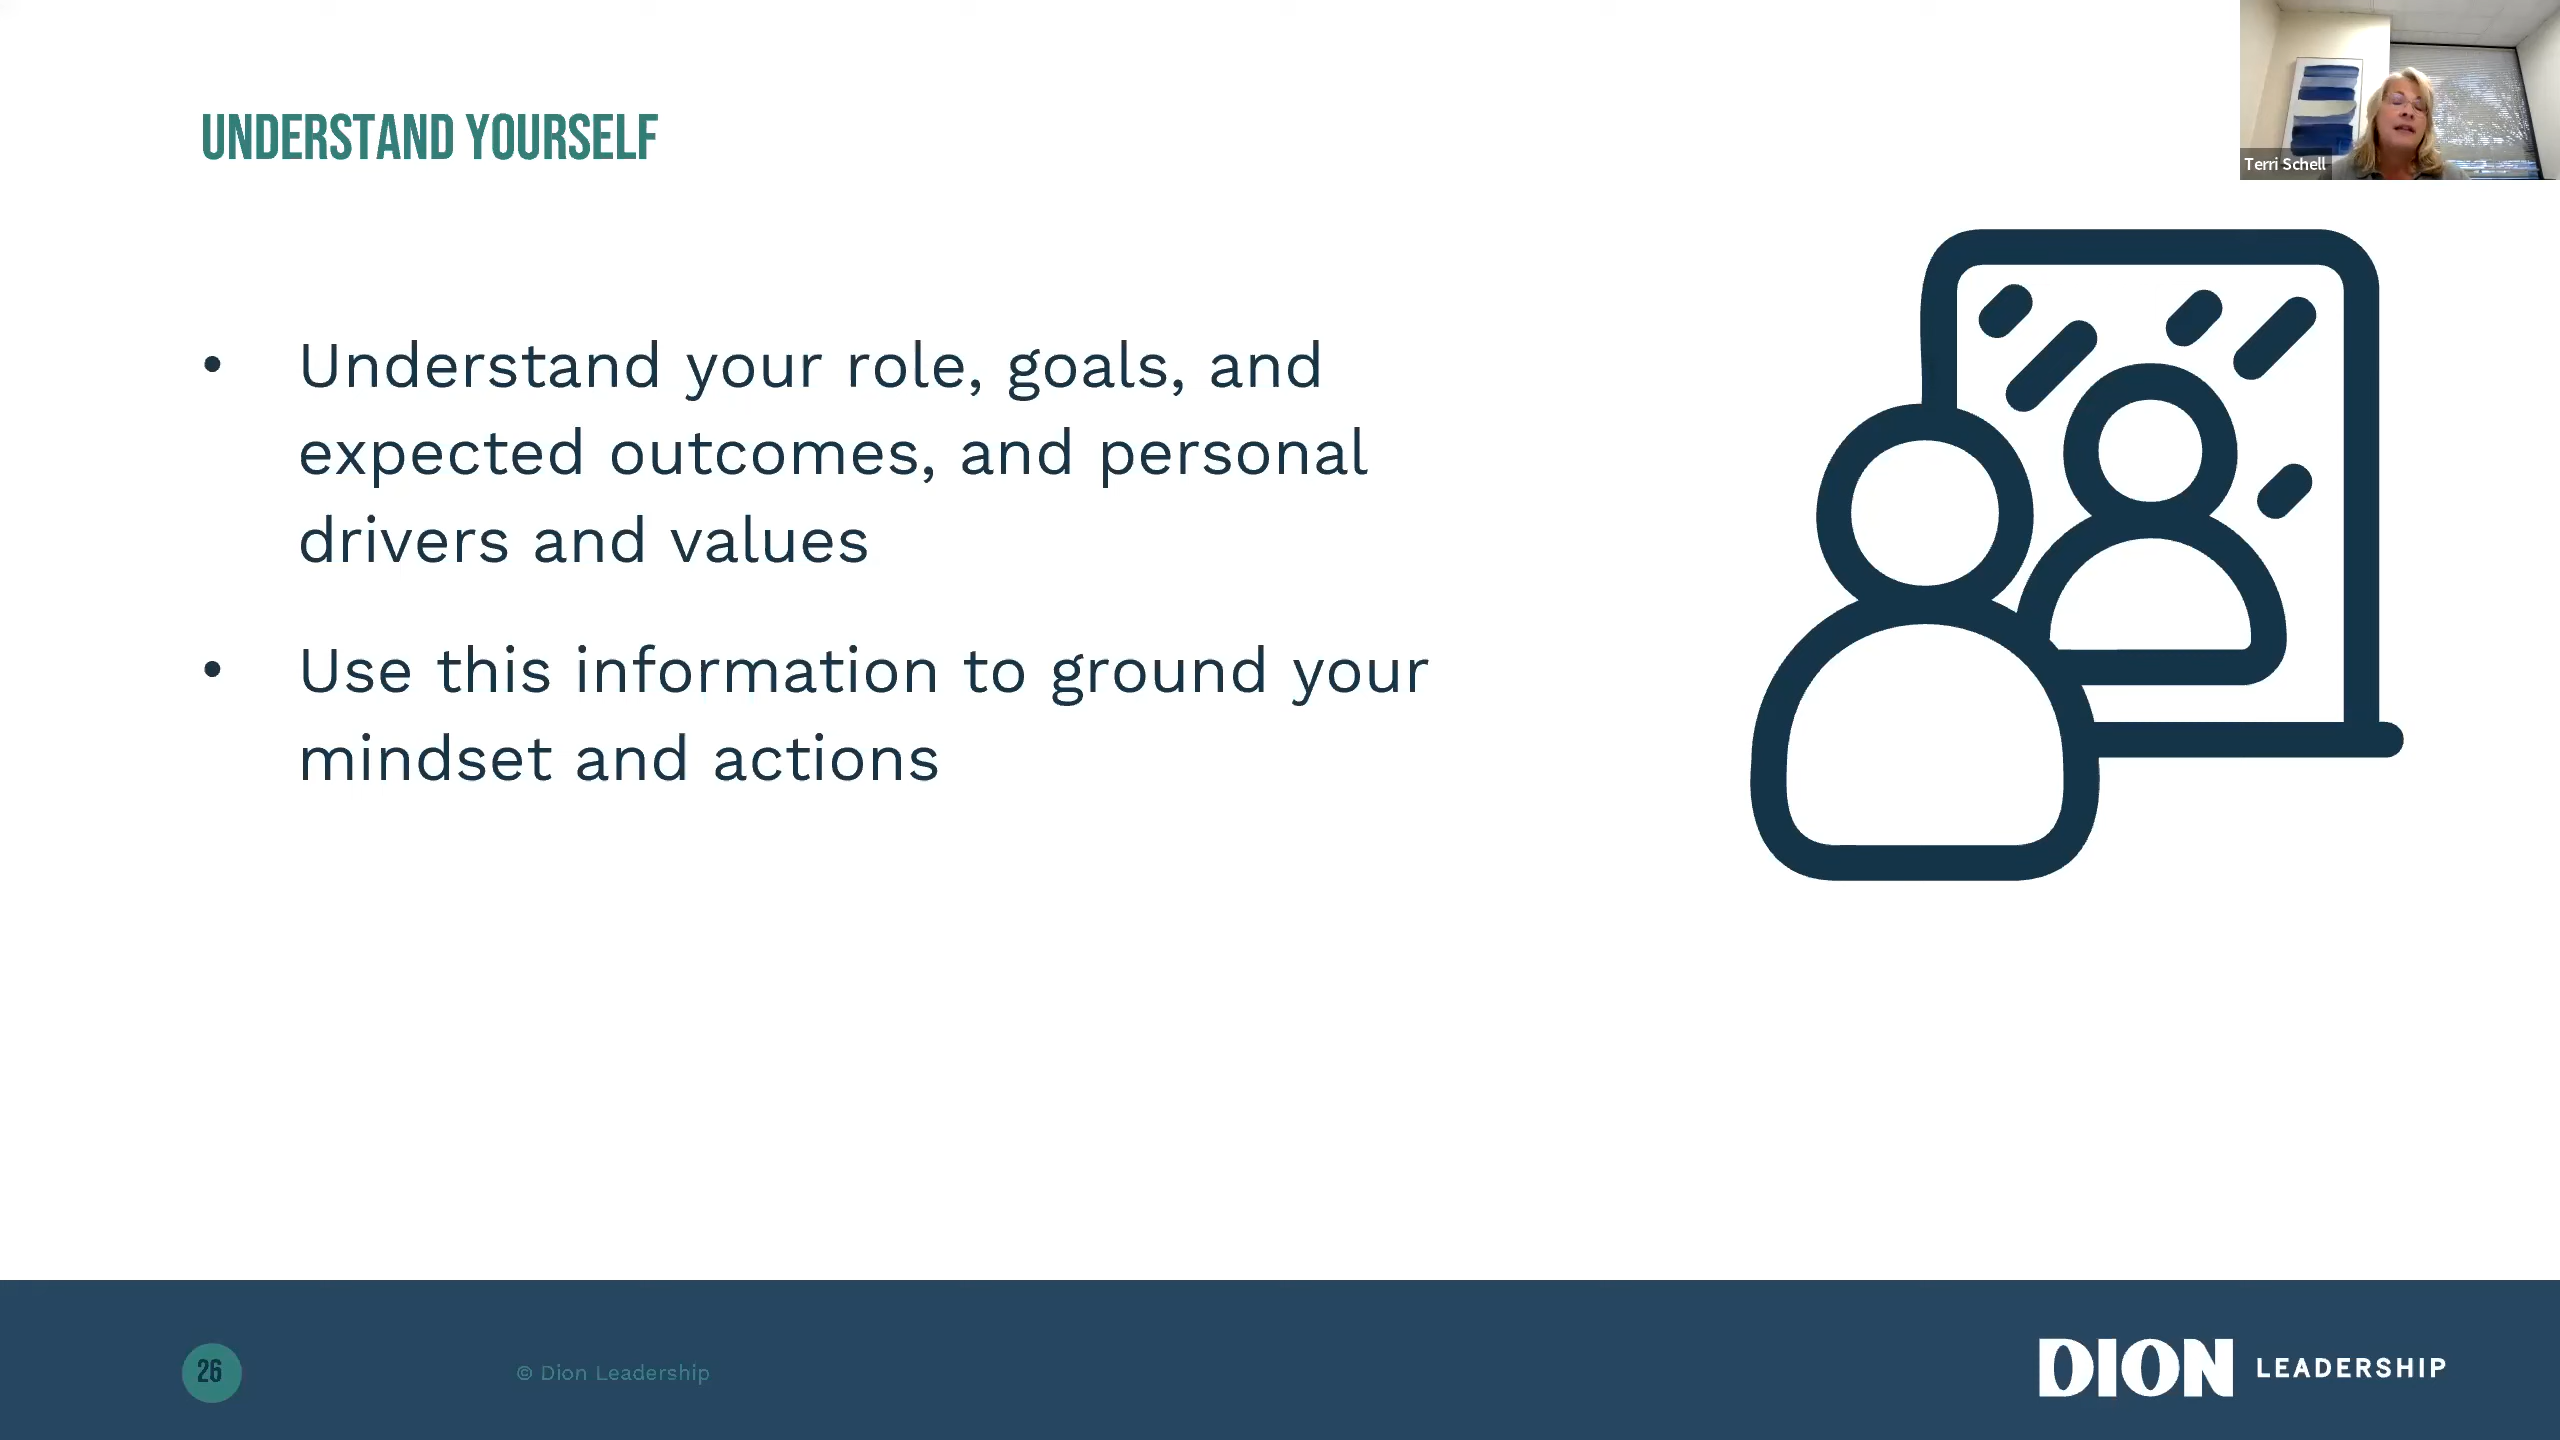 UNDERSTAND YOURSELF
Terri Schell
• Understand your role, goals, and
expected outcomes, and personal
drivers and values
• Use this information to ground your
mindset and actions
26
© Dion Leadership
DION LEADERSHIP